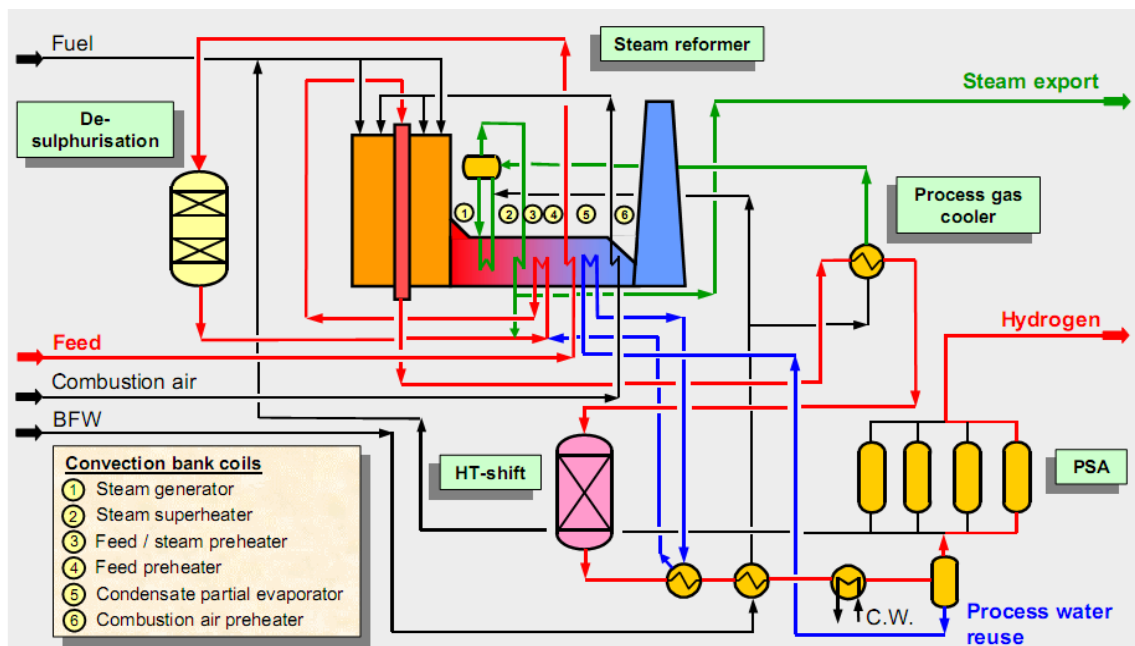 Fuel
Steam reformer
Steam export
De-
sulphurisation
Process gas
cooler
1
2
3
4
5
6
Hydrogen
Feed
Combustion air
BFW
Convection bank coils
1 Steam generator
2 Steam superheater
3 Feed / steam preheater
4 Feed preheater
5 Condensate partial evaporator
6 Combustion air preheater
HT-shift
PSA
C.W.
Process water
reuse